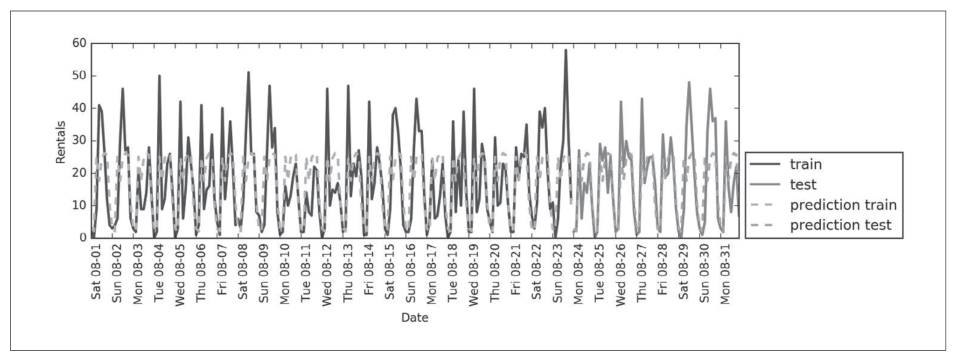 60
50
40
30
20
10
0
Rentals
Sat 08-01
Sun 08-02
Mon 08-03
Tue 08-04
Wed 08-05
Thu 08-06
Fri 08-07
Sat 08-08
Sun 08-09
Mon 08-10
Tue 08-11
Wed 08-12
Thu 08-13
Fri 08-14
Sat 08-15
Sun 08-16
Mon 08-17
Tue 08-18
Wed 08-19
Thu 08-20
Fri 08-21
Sat 08-22
Sun 08-23
Mon 08-24
Tue 08-25
Wed 08-26
Thu 08-27
Fri 08-28
Sat 08-29
Sun 08-30
Mon 08-31
Date
train
test
prediction train
prediction test